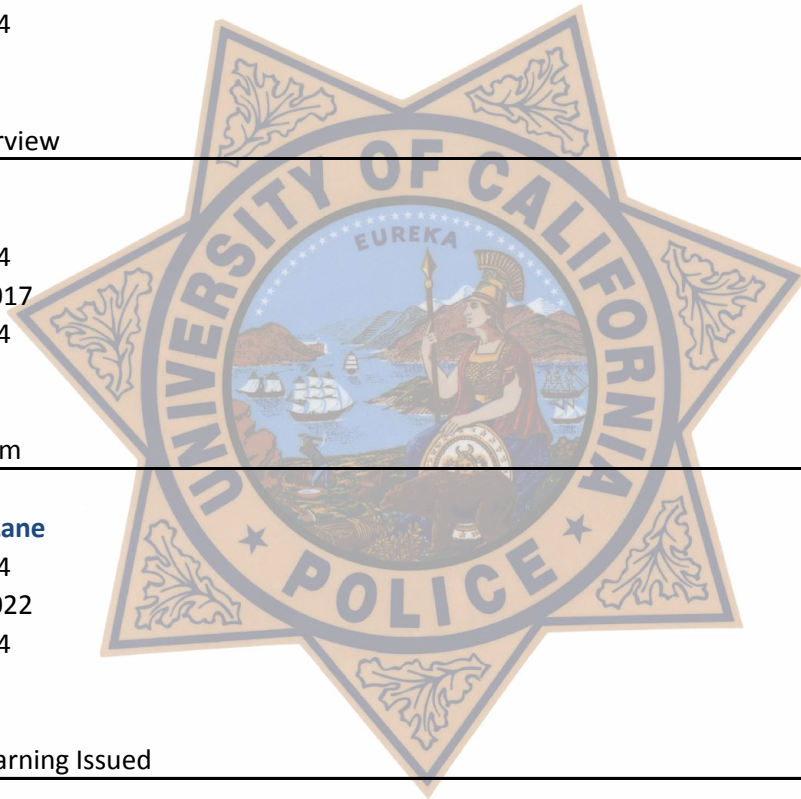 4
rview
4
017
4
m
ane
4
022
4
arning Issued
UNIVERSITY OF CALIFORNIA
EUREKA
★ POLICE ★